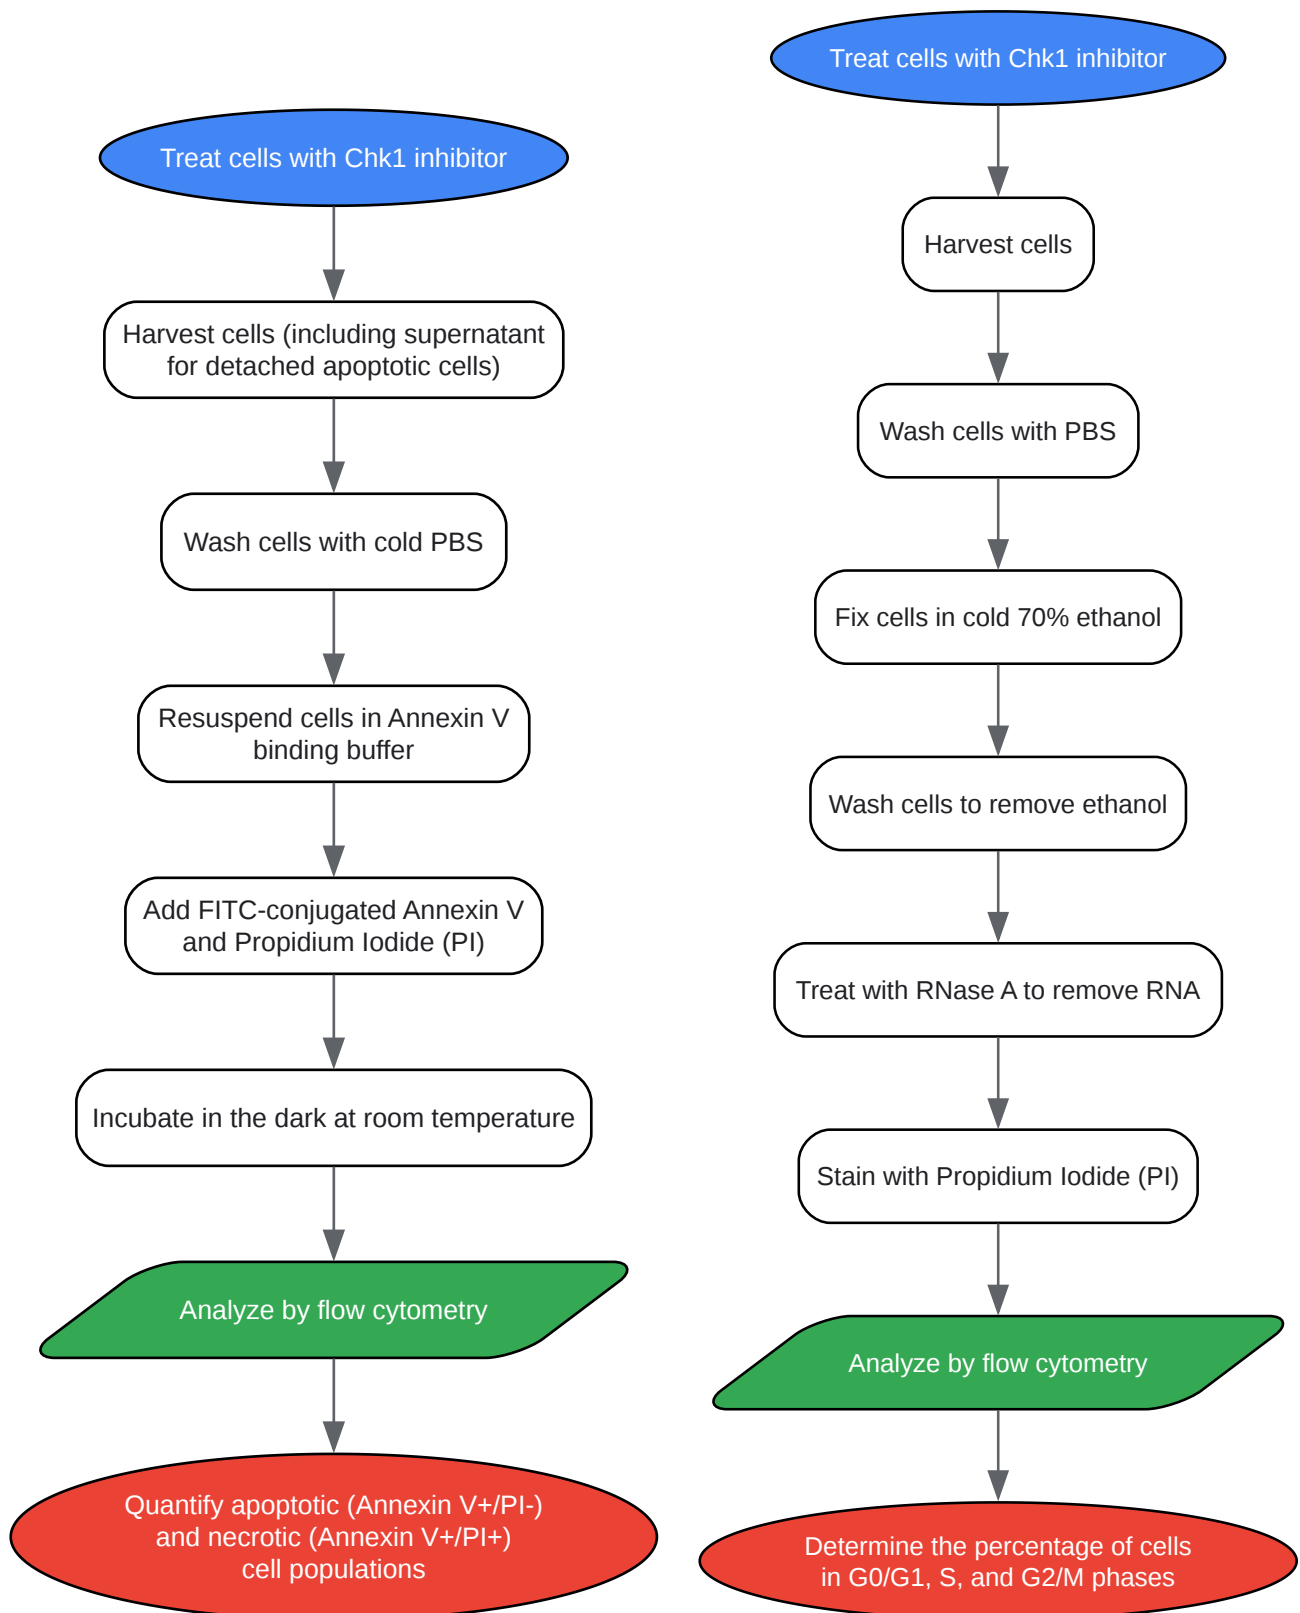 Treat cells with Chk1 inhibitor
Harvest cells (including supernatant
for detached apoptotic cells)
Wash cells with cold PBS
Resuspend cells in Annexin V
binding buffer
Add FITC-conjugated Annexin V
and Propidium Iodide (PI)
Incubate in the dark at room temperature
Analyze by flow cytometry
Quantify apoptotic (Annexin V+/PI-)
and necrotic (Annexin V+/PI+)
cell populations
Treat cells with Chk1 inhibitor
Harvest cells
Wash cells with PBS
Fix cells in cold 70% ethanol
Wash cells to remove ethanol
Treat with RNase A to remove RNA
Stain with Propidium Iodide (PI)
Analyze by flow cytometry
Determine the percentage of cells
in G0/G1, S, and G2/M phases